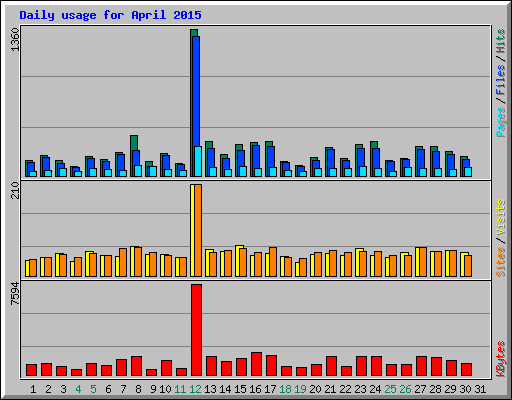 Daily usage for April 2015
1360
Pages / Files / Hits
210
Sites / Visits
7594
KBytes
1 2 3 4 5 6 7 8 9 10 11 12 13 14 15 16 17 18 19 20 21 22 23 24 25 26 27 28 29 30 31